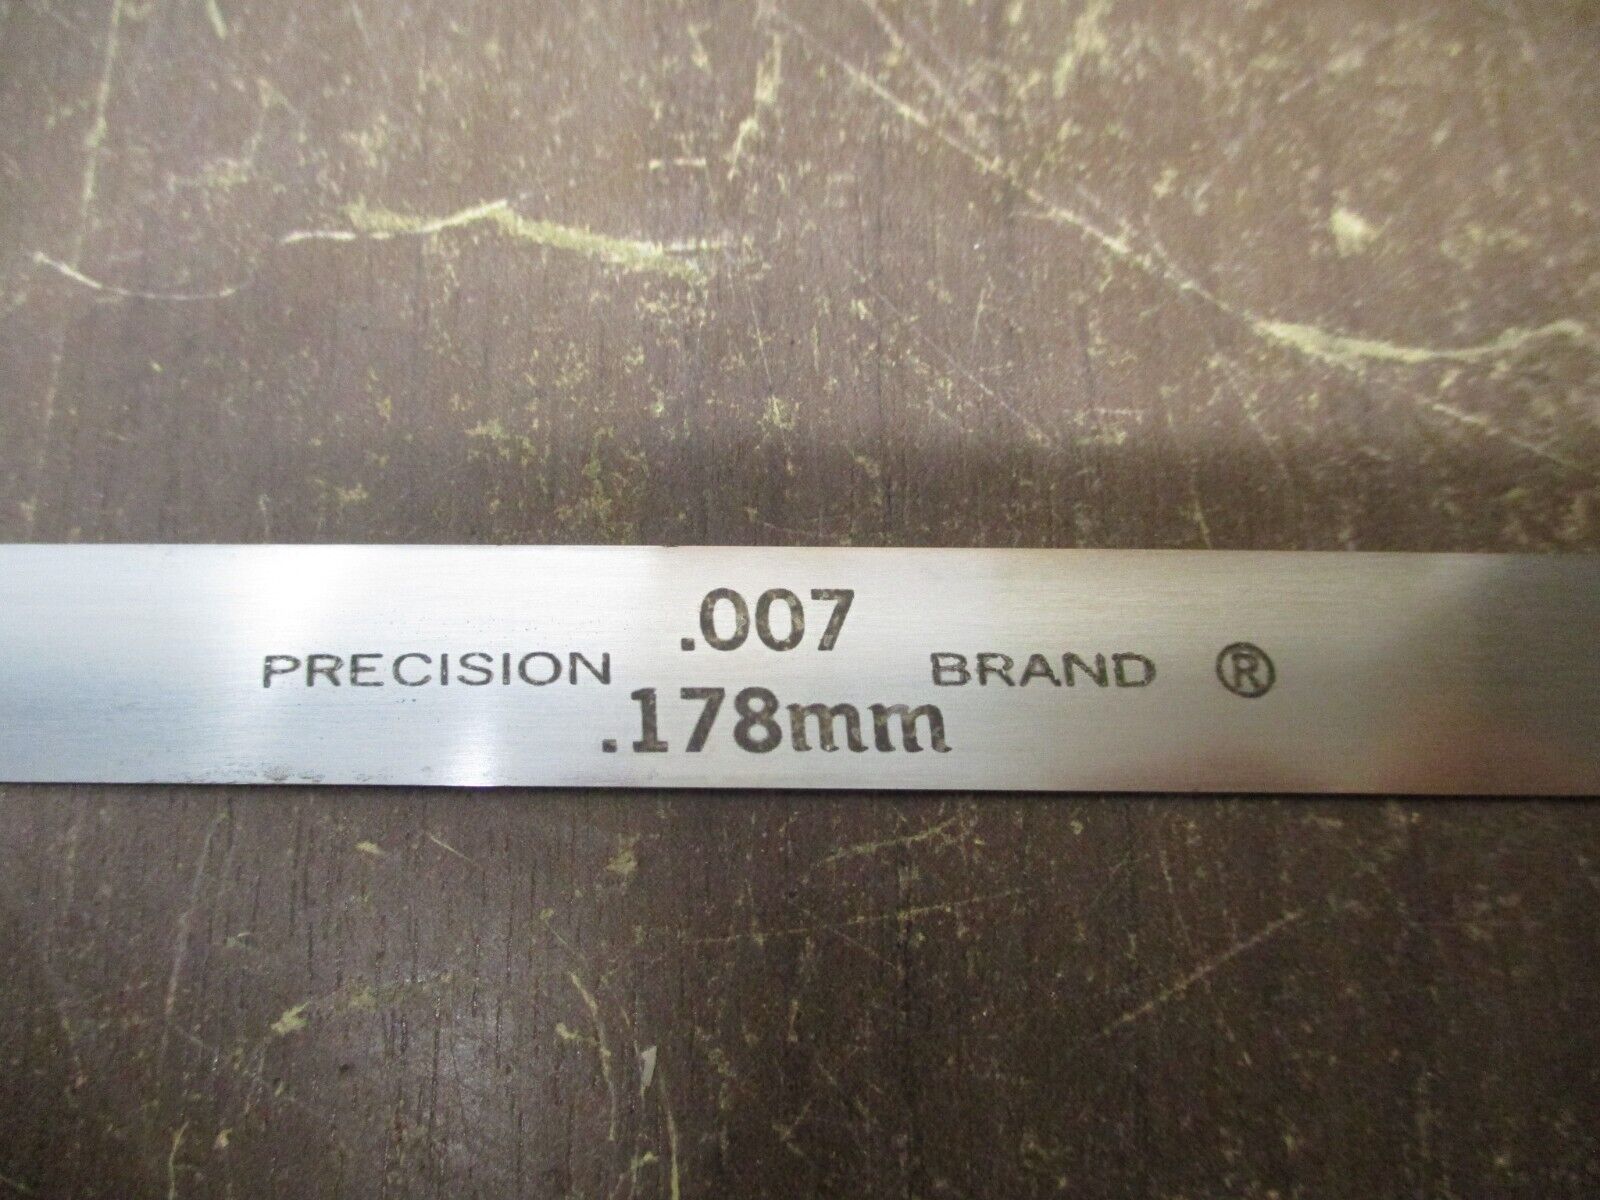 .007
PRECISION BRAND ®
.178mm